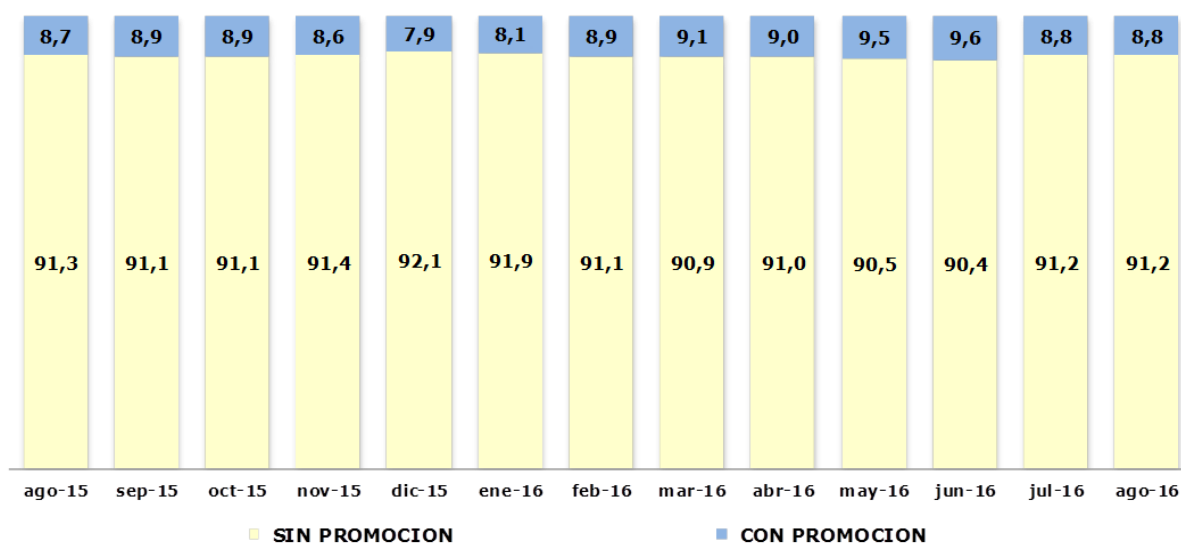 8,7 8,9 8,9 8,6 7,9 8,1 8,9 9,1 9,0 9,5 9,6 8,8 8,8
91,3 91,1 91,1 91,4 92,1 91,9 91,1 90,9 91,0 90,5 90,4 91,2 91,2
ago-15 sep-15 oct-15 nov-15 dic-15 ene-16 feb-16 mar-16 abr-16 may-16 jun-16 jul-16 ago-16
SIN PROMOCION CON PROMOCION